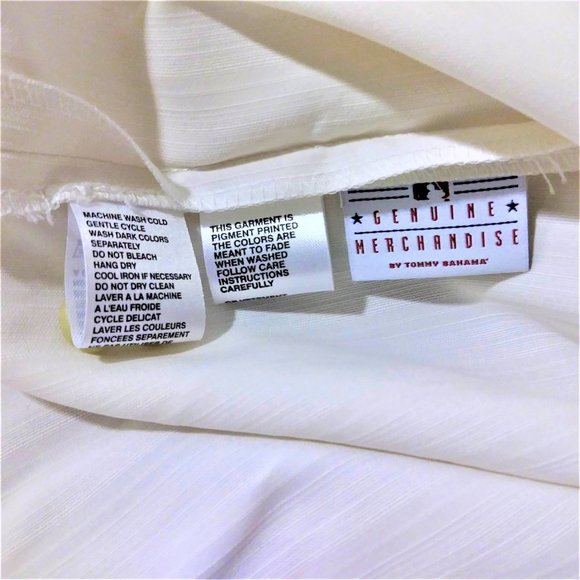 MACHINE WASH COLD
GENTLE CYCLE
WASH DARK COLORS
SEPARATELY
DO NOT BLEACH
HANG DRY
COOL IRON IF NECESSARY
DO NOT DRY CLEAN
LAVER A LA MACHINE
A L'EAU FROIDE
CYCLE DELICAT
LAVER LES COULEURS
FONCEES SEPAREMENT
THIS GARMENT IS
PIGMENT PRINTED
THE COLORS ARE
MEANT TO FADE
WHEN WASHED
FOLLOW CARE
INSTRUCTIONS
CAREFULLY
GENUINE
MERCHANDISE
BY TOMMY BAHAMA®